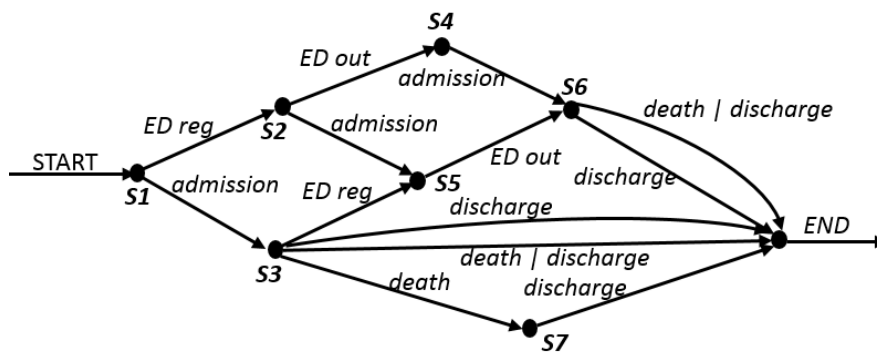 S4
ED out
admission
S6
death | discharge
S2
ED reg
admission
ED out
START
discharge
S1
admission
S5
ED reg
discharge
END
S3
death | discharge
death
discharge
S7